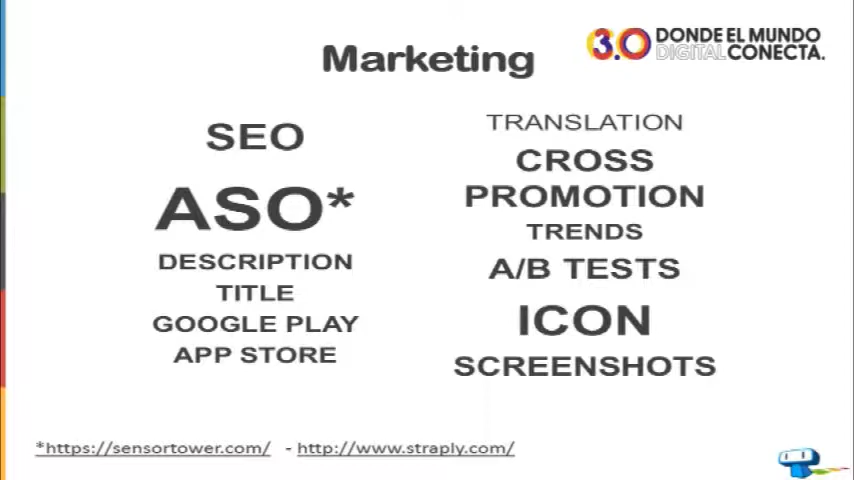 Marketing
3.0 DONDE EL MUNDO
DIGITAL CONECTA.
SEO
ASO*
DESCRIPTION
TITLE
GOOGLE PLAY
APP STORE
TRANSLATION
CROSS
PROMOTION
TRENDS
A/B TESTS
ICON
SCREENSHOTS
*https://sensortower.com/ - http://www.straply.com/